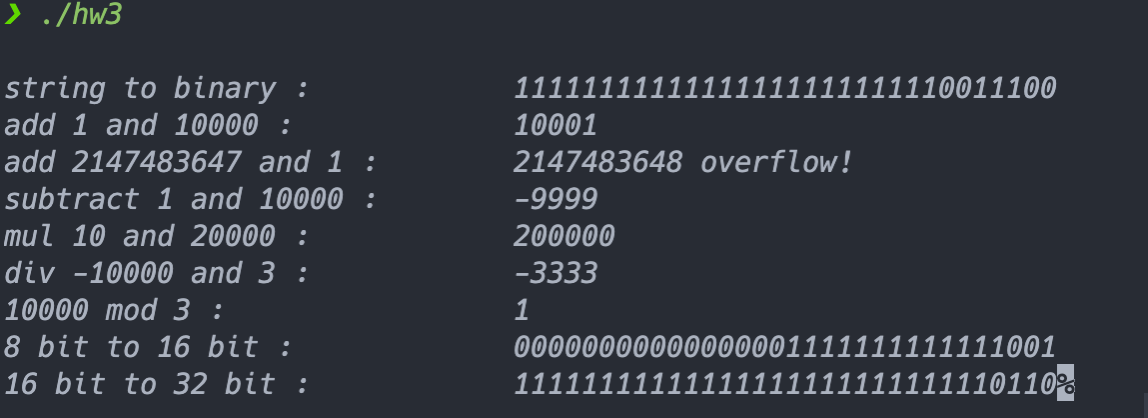 ❯ ./hw3
string to binary : 11111111111111111111111110011100
add 1 and 10000 : 10001
add 2147483647 and 1 : 2147483648 overflow!
subtract 1 and 10000 : -9999
mul 10 and 20000 : 200000
div -10000 and 3 : -3333
10000 mod 3 : 1
8 bit to 16 bit : 00000000000000001111111111111001
16 bit to 32 bit : 11111111111111111111111111110110%